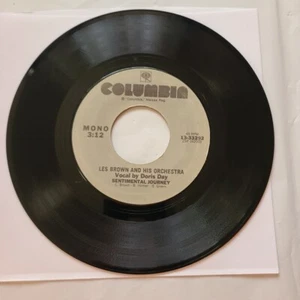 COLUMBIA
MONO
3:12
LES BROWN AND HIS ORCHESTRA
Vocal by Doris Day
SENTIMENTAL JOURNEY